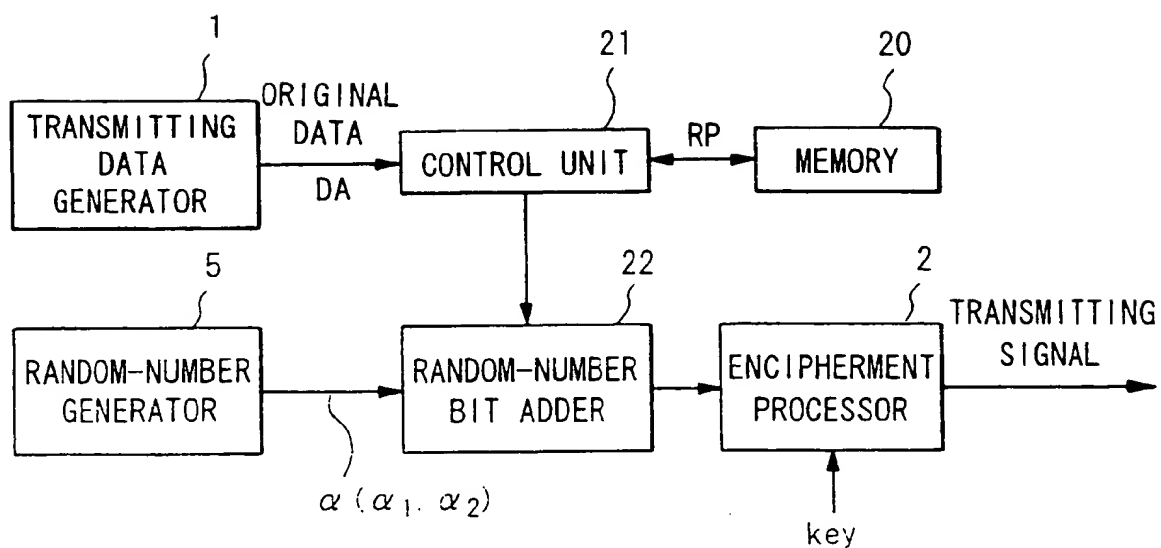 1
21
20
ORIGINAL
DATA
DA
TRANSMITTING
DATA
GENERATOR
CONTROL UNIT
RP
MEMORY
5
22
2
RANDOM-NUMBER
GENERATOR
RANDOM-NUMBER
BIT ADDER
ENCIPHERMENT
PROCESSOR
TRANSMITTING
SIGNAL
α (α₁, α₂)
key